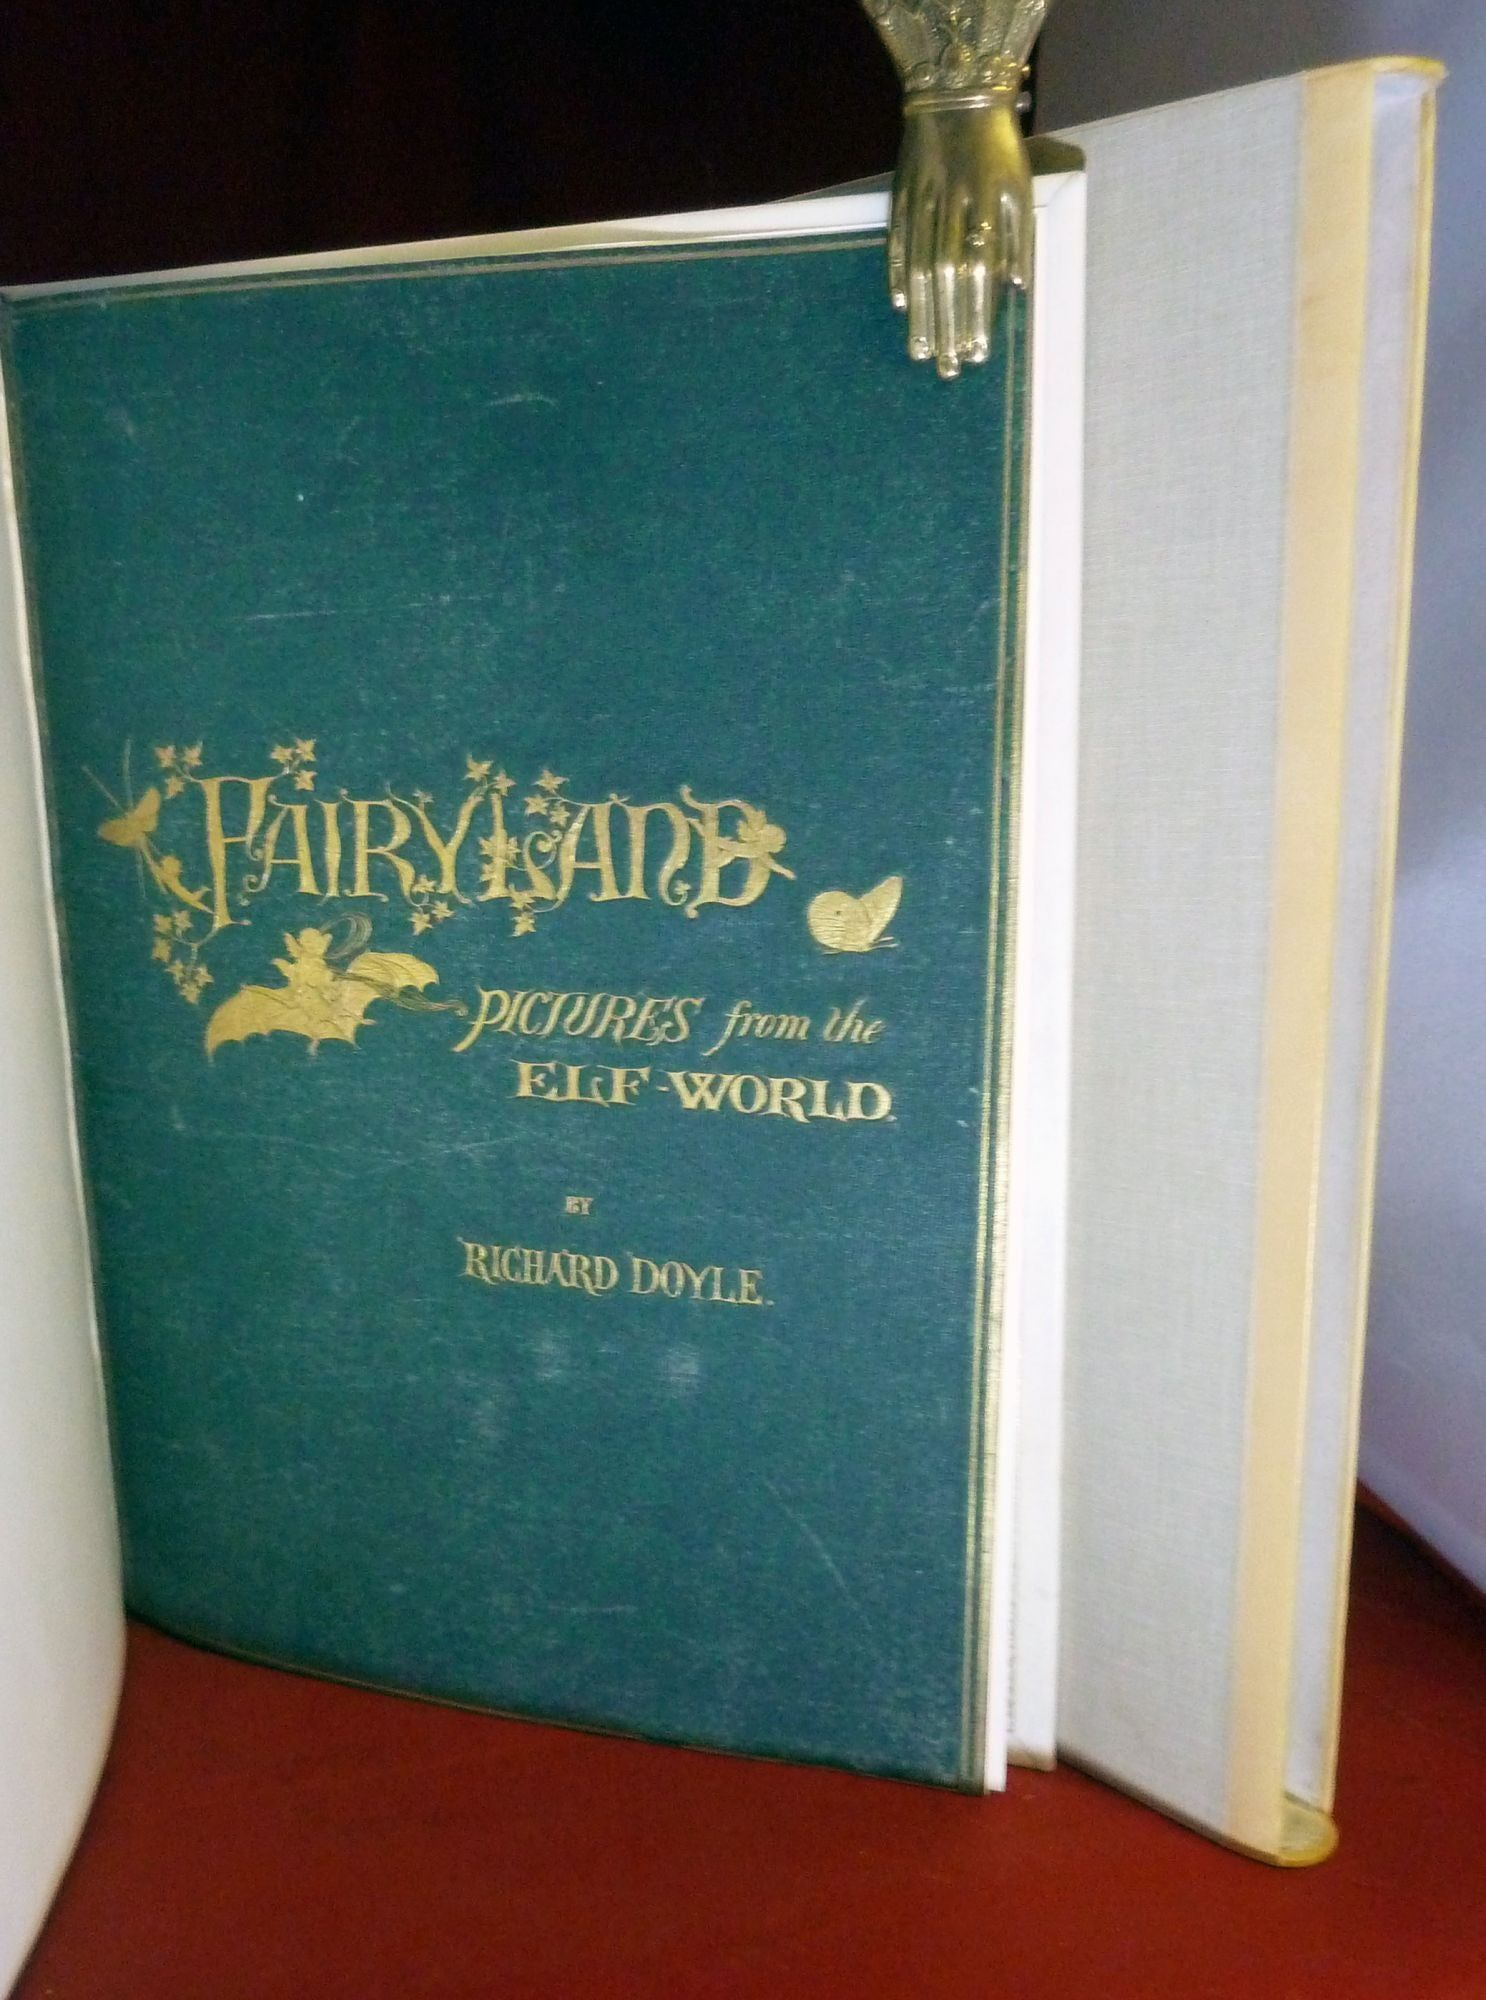 FAIRYLAND
PICTURES from the
ELF-WORLD.
BY
RICHARD DOYLE.